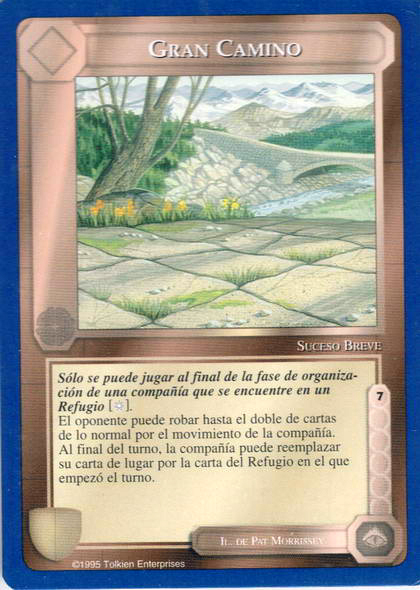 Gran Camino
Suceso Breve
Sólo se puede jugar al final de la fase de organiza-
ción de una compañía que se encuentre en un
Refugio [ ].
7
El oponente puede robar hasta el doble de cartas
de lo normal por el movimiento de la compañía.
Al final del turno, la compañía puede reemplazar
su carta de lugar por la carta del Refugio en el que
empezó el turno.
Il. de Pat Morrissey
©1995 Tolkien Enterprises